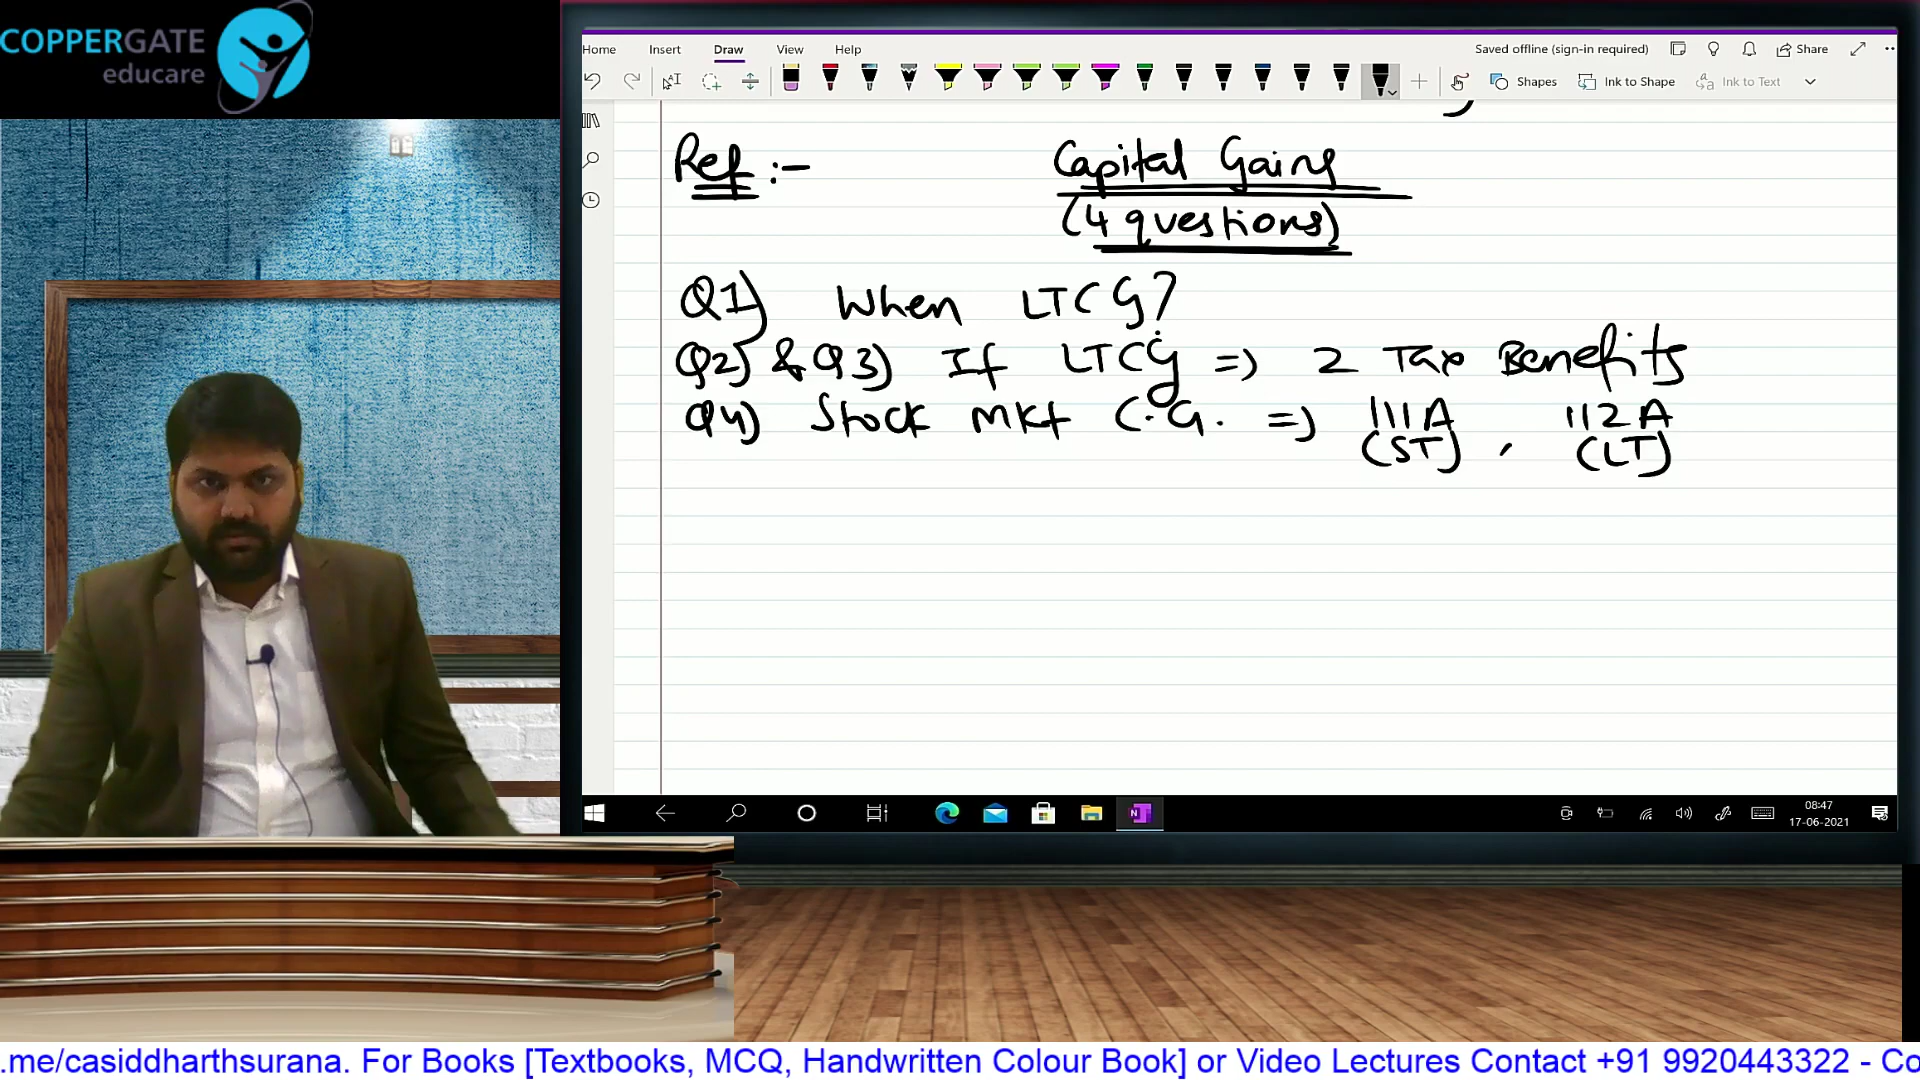 COPPERGATE
educare
Home Insert Draw View Help
Saved offline (sign-in required) Share
Shapes Ink to Shape Ink to Text
Ref :- Capital Gains
(4 questions)
Q1) When LTCG?
Q2) & Q3) If LTCG => 2 Tax Benefits
Q4) Stock Mkt C.G. => 111A , 112A
(ST) (LT)
08:47
17-06-2021
.me/casiddharthsurana. For Books [Textbooks, MCQ, Handwritten Colour Book] or Video Lectures Contact +91 9920443322 - Co